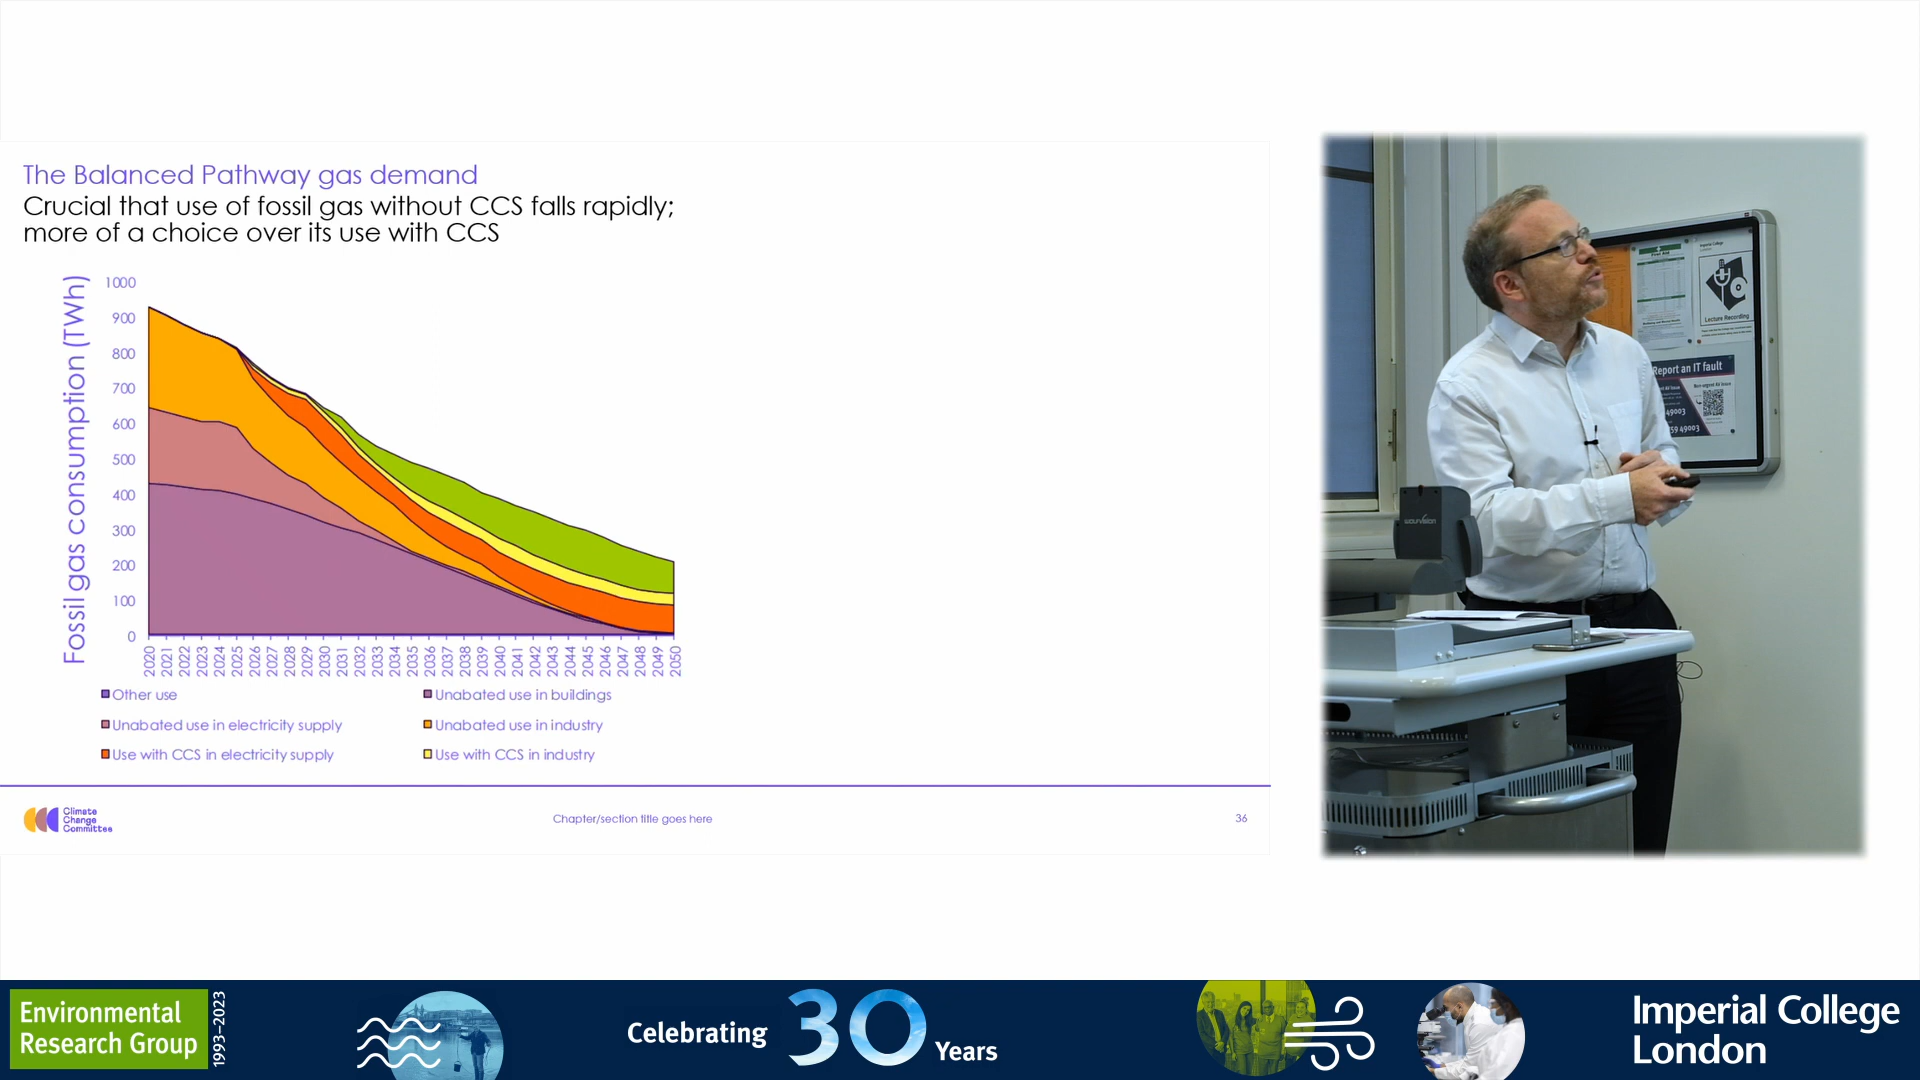 The Balanced Pathway gas demand
Crucial that use of fossil gas without CCS falls rapidly;
more of a choice over its use with CCS
Fossil gas consumption (TWh)
1000
900
800
700
600
500
400
300
200
100
0
2020 2021 2022 2023 2024 2025 2026 2027 2028 2029 2030 2031 2032 2033 2034 2035 2036 2037 2038 2039 2040 2041 2042 2043 2044 2045 2046 2047 2048 2049 2050
Other use
Unabated use in buildings
Unabated use in electricity supply
Unabated use in industry
Use with CCS in electricity supply
Use with CCS in industry
Climate
Change
Committee
Chapter/section title goes here
36
Imperial College
Lecture Recording
Report an IT fault
49003
59 49003
wolfvision
Environmental
Research Group
1993–2023
Celebrating 30 Years
Imperial College
London